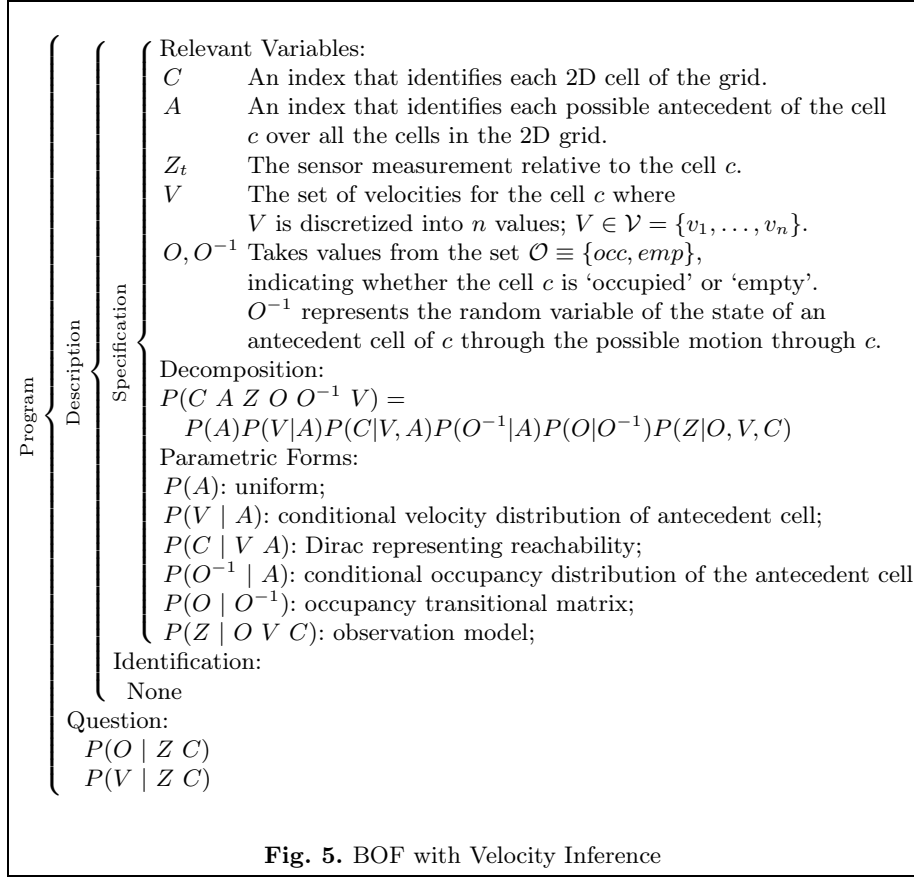 Program
Description
Specification
Relevant Variables:
C An index that identifies each 2D cell of the grid.
A An index that identifies each possible antecedent of the cell
c over all the cells in the 2D grid.
Z_t The sensor measurement relative to the cell c.
V The set of velocities for the cell c where
V is discretized into n values; V ∈ 𝒱 = {v_1, . . . , v_n}.
O, O^{-1} Takes values from the set 𝒪 ≡ {occ, emp},
indicating whether the cell c is ‘occupied’ or ‘empty’.
O^{-1} represents the random variable of the state of an
antecedent cell of c through the possible motion through c.
Decomposition:
P(C A Z O O^{-1} V) =
P(A)P(V|A)P(C|V, A)P(O^{-1}|A)P(O|O^{-1})P(Z|O, V, C)
Parametric Forms:
P(A): uniform;
P(V | A): conditional velocity distribution of antecedent cell;
P(C | V A): Dirac representing reachability;
P(O^{-1} | A): conditional occupancy distribution of the antecedent cell
P(O | O^{-1}): occupancy transitional matrix;
P(Z | O V C): observation model;
Identification:
None
Question:
P(O | Z C)
P(V | Z C)
Fig. 5. BOF with Velocity Inference